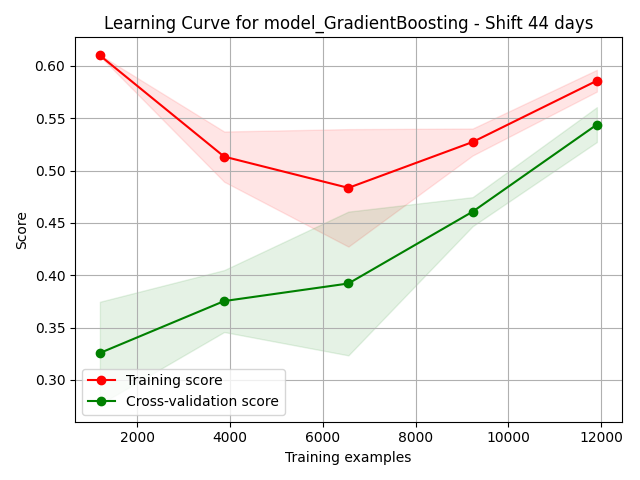 Learning Curve for model_GradientBoosting - Shift 44 days
0.60
0.55
0.50
0.45
0.40
0.35
0.30
Score
Training score
Cross-validation score
2000 4000 6000 8000 10000 12000
Training examples